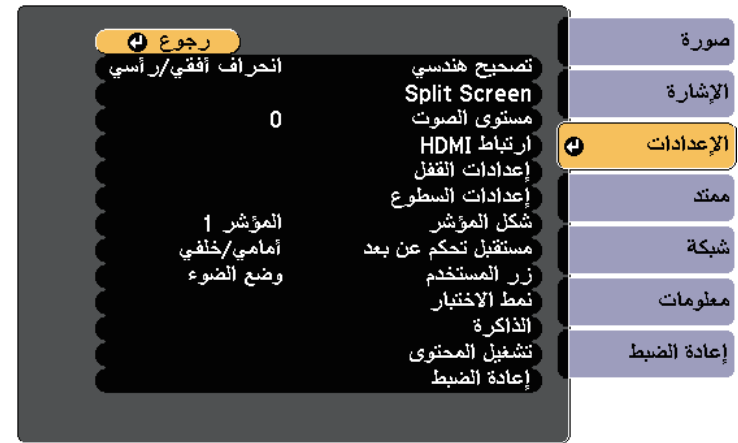 صورة
الإشارة
الإعدادات
ممتد
شبكة
معلومات
إعادة الضبط
رجوع
تصحيح هندسي انحراف أفقي/رأسي
Split Screen
مستوى الصوت 0
ارتباط HDMI
إعدادات القفل
إعدادات السطوع
شكل المؤشر المؤشر 1
مستقبل تحكم عن بعد أمامي/خلفي
زر المستخدم وضع الضوء
نمط الاختبار
الذاكرة
تشغيل المحتوى
إعادة الضبط